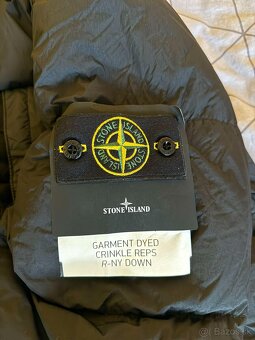 STONE ISLAND
STONE ISLAND
STONE ISLAND
GARMENT DYED
CRINKLE REPS
R-NY DOWN